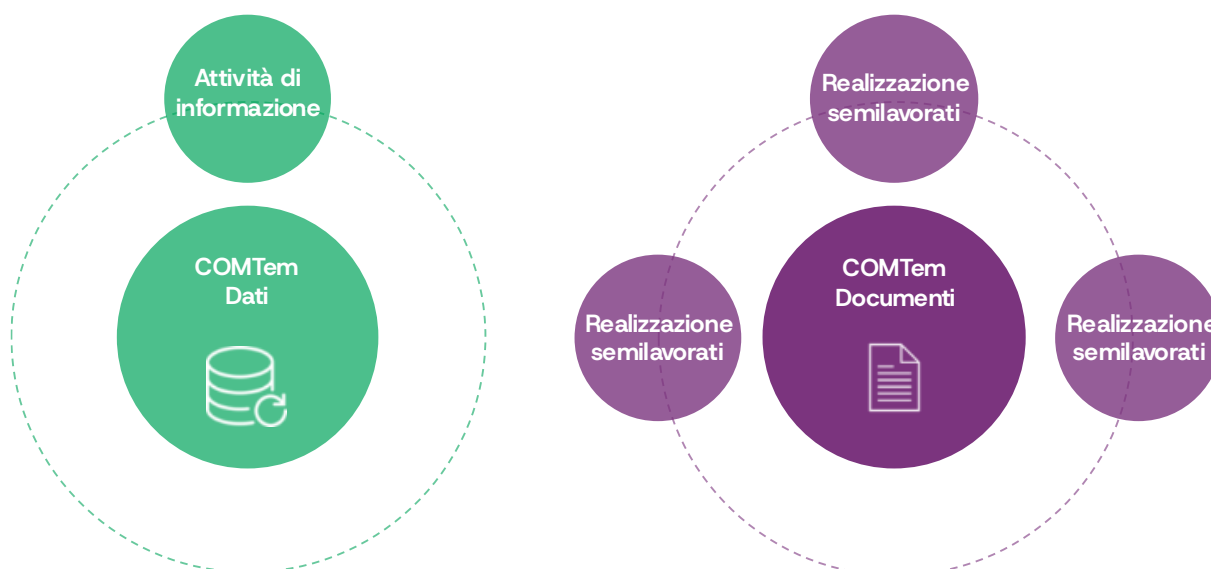 Attività di
informazione
COMTem
Dati
Realizzazione
semilavorati
Realizzazione
semilavorati
COMTem
Documenti
Realizzazione
semilavorati